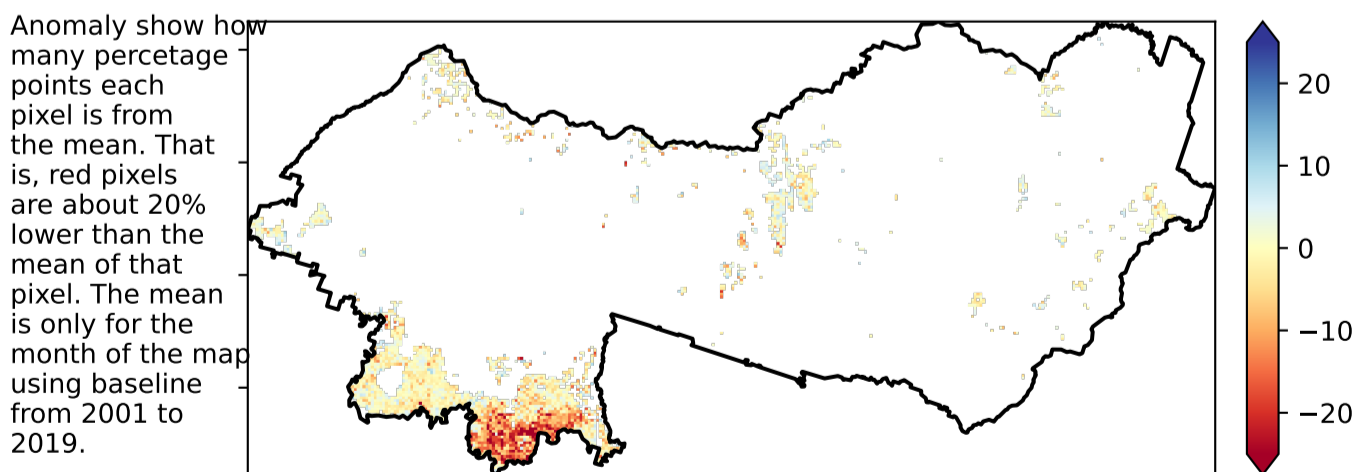 Anomaly show how
many percetage
points each
pixel is from
the mean. That
is, red pixels
are about 20%
lower than the
mean of that
pixel. The mean
is only for the
month of the map
using baseline
from 2001 to
2019.
20
10
0
−10
−20